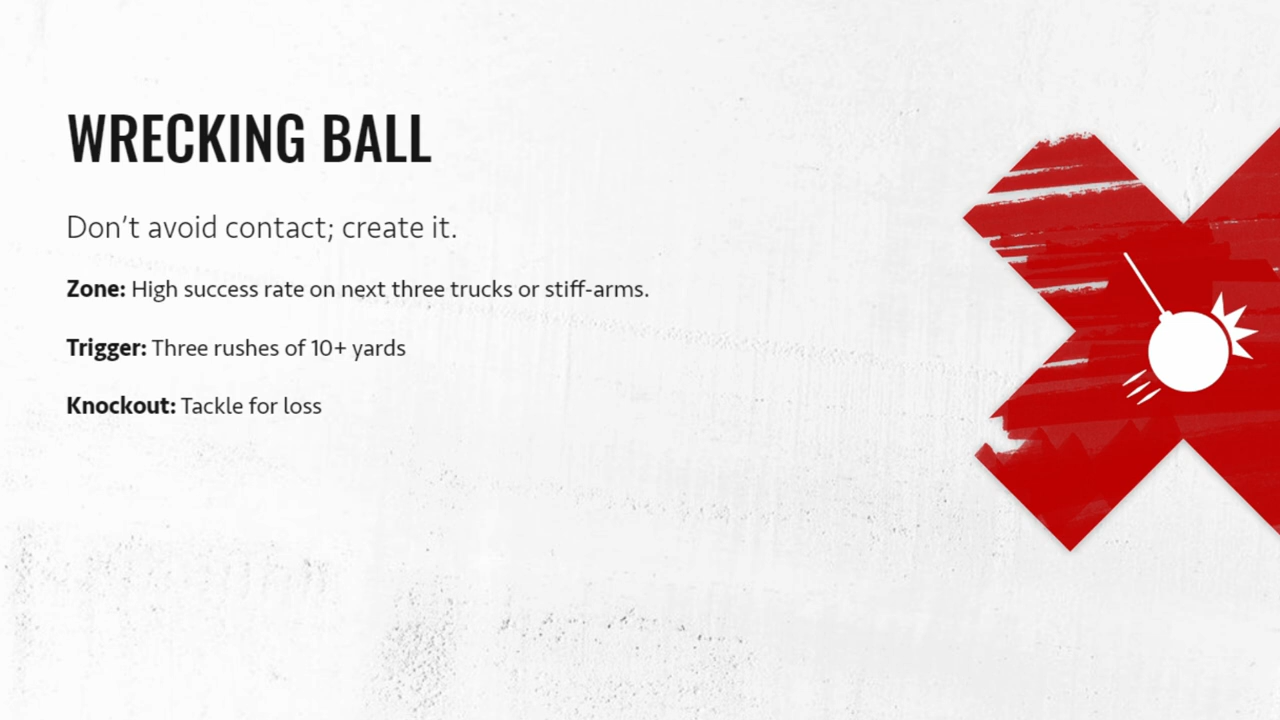 WRECKING BALL
Don’t avoid contact; create it.
Zone: High success rate on next three trucks or stiff-arms.
Trigger: Three rushes of 10+ yards
Knockout: Tackle for loss